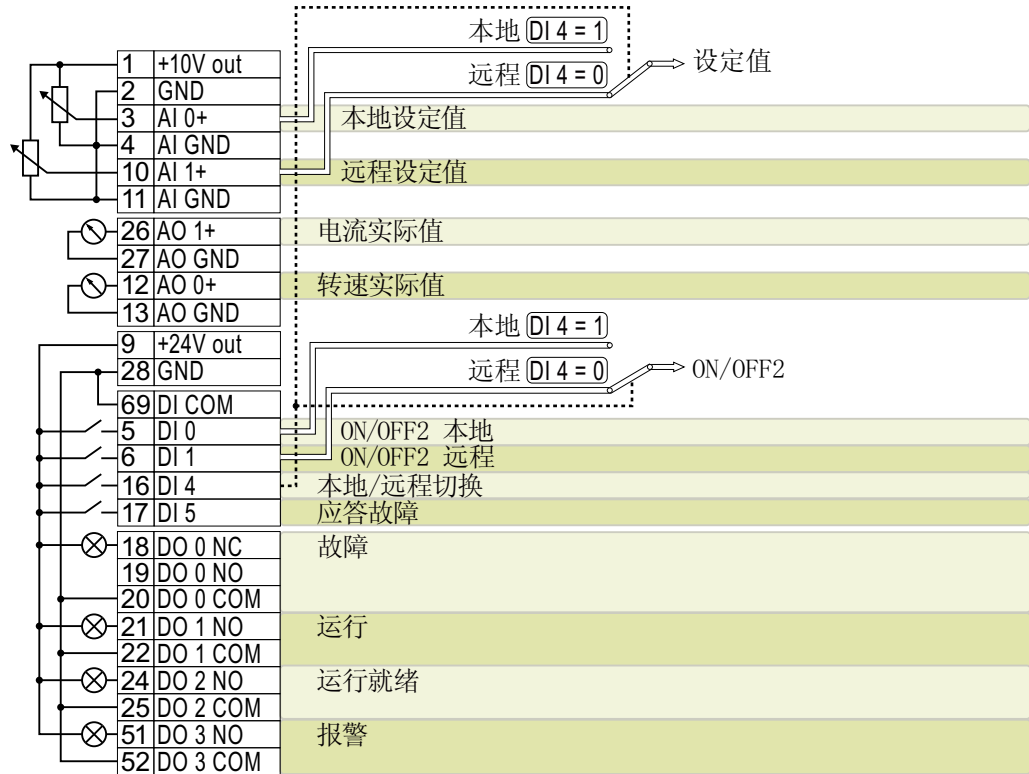 本地 DI 4 = 1
1 +10V out
远程 DI 4 = 0
设定值
2 GND
3 AI 0+ 本地设定值
4 AI GND
10 AI 1+ 远程设定值
11 AI GND
26 AO 1+ 电流实际值
27 AO GND
12 AO 0+ 转速实际值
13 AO GND
本地 DI 4 = 1
9 +24V out
28 GND
远程 DI 4 = 0
ON/OFF2
69 DI COM
5 DI 0 ON/OFF2 本地
6 DI 1 ON/OFF2 远程
16 DI 4 本地/远程切换
17 DI 5 应答故障
18 DO 0 NC 故障
19 DO 0 NO
20 DO 0 COM
21 DO 1 NO 运行
22 DO 1 COM
24 DO 2 NO 运行就绪
25 DO 2 COM
51 DO 3 NO 报警
52 DO 3 COM